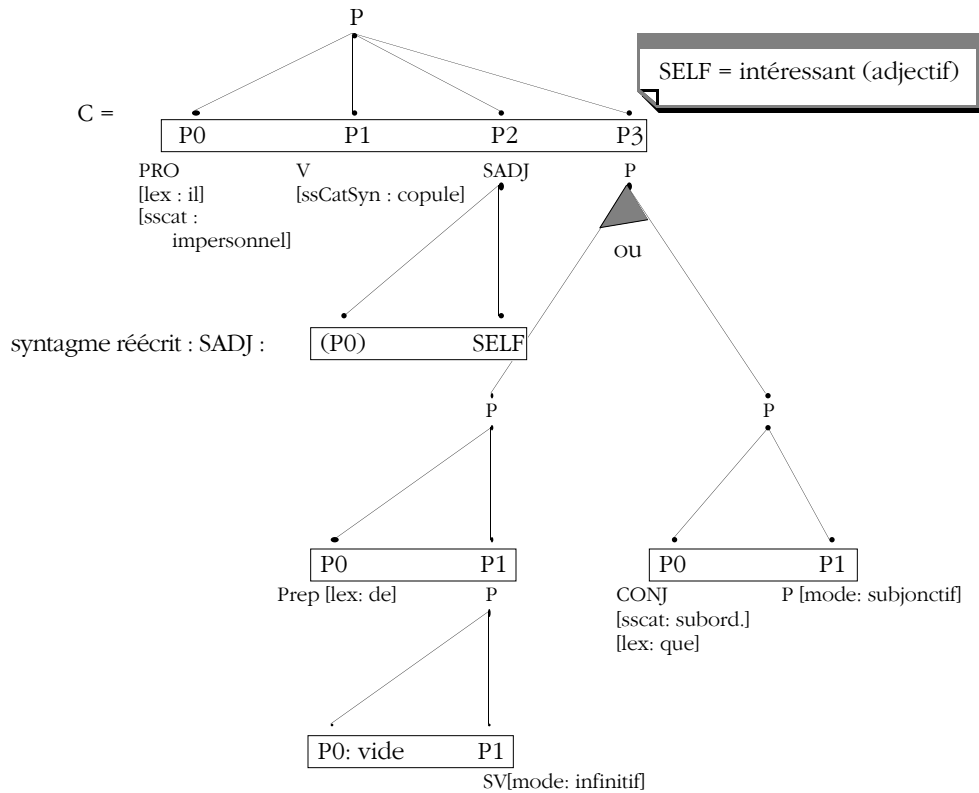 P
SELF = intéressant (adjectif)
C =
P0 P1 P2 P3
PRO V SADJ P
[lex : il] [ssCatSyn : copule]
[sscat :
impersonnel]
ou
syntagme réécrit : SADJ : (P0) SELF
P P
P0 P1 P0 P1
Prep [lex: de] P CONJ P [mode: subjonctif]
[sscat: subord.]
[lex: que]
P0: vide P1
SV[mode: infinitif]